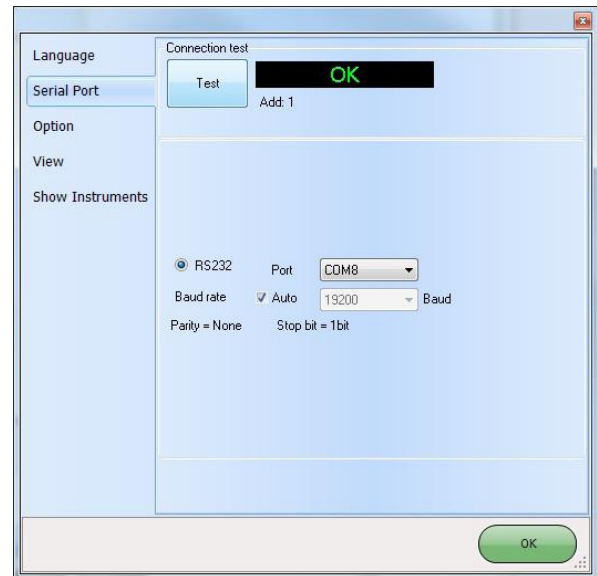 Language
Serial Port
Option
View
Show Instruments
Connection test
Test
OK
Add: 1
RS232 Port COM8
Baud rate Auto 19200 Baud
Parity = None Stop bit = 1bit
OK